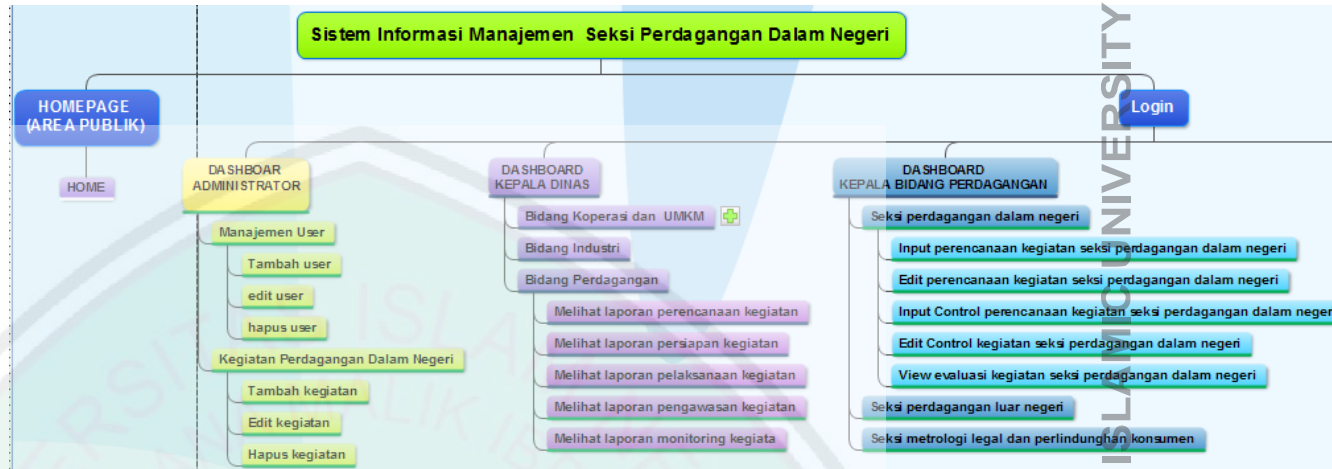 Sistem Informasi Manajemen Seksi Perdagangan Dalam Negeri
HOMEPAGE
(AREA PUBLIK)
HOME
Login
DASHBOAR
ADMINISTRATOR
Manajemen User
Tambah user
edit user
hapus user
Kegiatan Perdagangan Dalam Negeri
Tambah kegiatan
Edit kegiatan
Hapus kegiatan
DASHBOARD
KEPALA DINAS
Bidang Koperasi dan UMKM
Bidang Industri
Bidang Perdagangan
Melihat laporan perencanaan kegiatan
Melihat laporan persiapan kegiatan
Melihat laporan pelaksanaan kegiatan
Melihat laporan pengawasan kegiatan
Melihat laporan monitoring kegiata
DASHBOARD
KEPALA BIDANG PERDAGANGAN
Seksi perdagangan dalam negeri
Input perencanaan kegiatan seksi perdagangan dalam negeri
Edit perencanaan kegiatan seksi perdagangan dalam negeri
Input Control perencanaan kegiatan seksi perdagangan dalam neger
Edit Control kegiatan seksi perdagangan dalam negeri
View evaluasi kegiatan seksi perdagangan dalam negeri
Seksi perdagangan luar negeri
Seksi metrologi legal dan perlindunghan konsumen
ISLAMIC UNIVERSITY